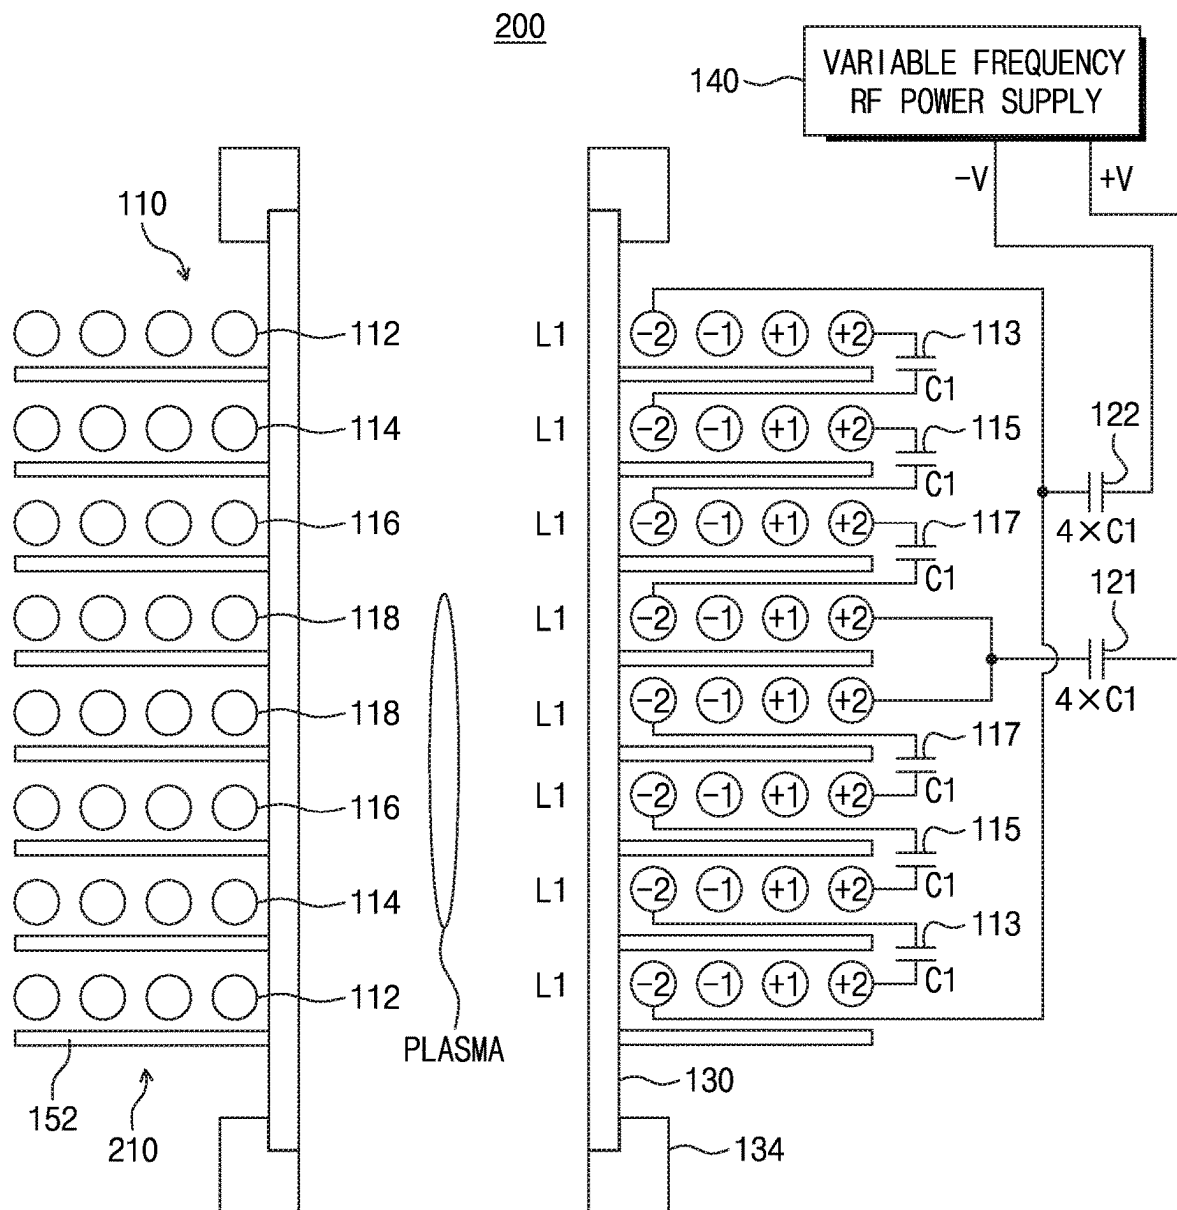 200
VARIABLE FREQUENCY
RF POWER SUPPLY
140
-V +V
110
112 L1 -2 -1 +1 +2 113
C1
114 L1 -2 -1 +1 +2 115
122
C1
116 L1 -2 -1 +1 +2 117
4×C1
C1
121
118 L1 -2 -1 +1 +2
4×C1
118 L1 -2 -1 +1 +2
117
C1
116 L1 -2 -1 +1 +2
115
C1
114 L1 -2 -1 +1 +2
113
C1
112 L1 -2 -1 +1 +2
PLASMA
130
152
210
134